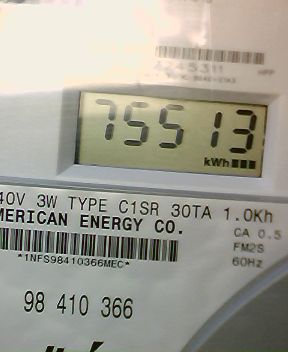 75513
kWh
40V 3W TYPE C1SR 30TA 1.0Kh
MERICAN ENERGY CO.
CA 0.5
FM2S
60Hz
*1NFS98410366MEC*
98 410 366